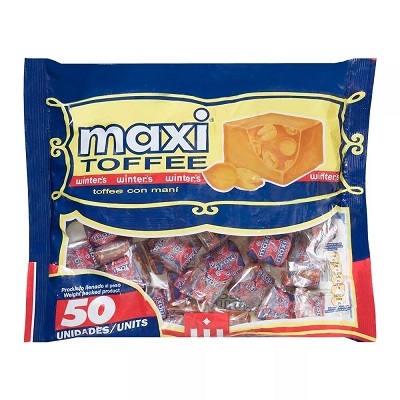 maxi®
TOFFEE
winter's winter's winter's winter's
toffee con maní
Producto llenado al peso
Weight packed product
50
UNIDADES/UNITS